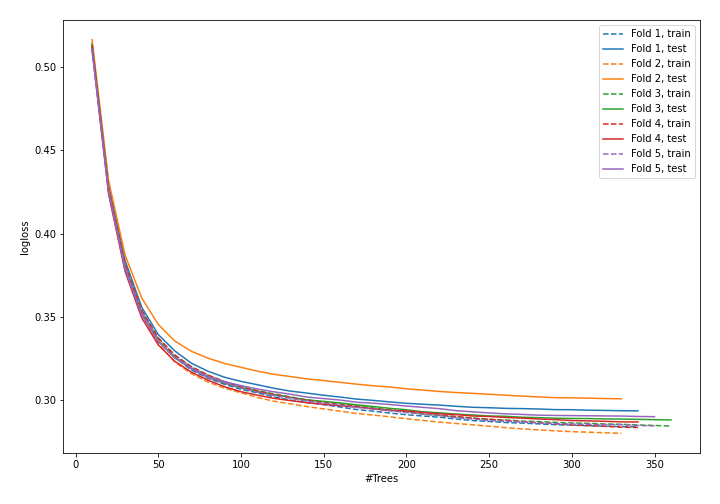 Fold 1, train
Fold 1, test
Fold 2, train
Fold 2, test
Fold 3, train
Fold 3, test
Fold 4, train
Fold 4, test
Fold 5, train
Fold 5, test
0.50
0.45
0.40
0.35
0.30
logloss
0 50 100 150 200 250 300 350
#Trees